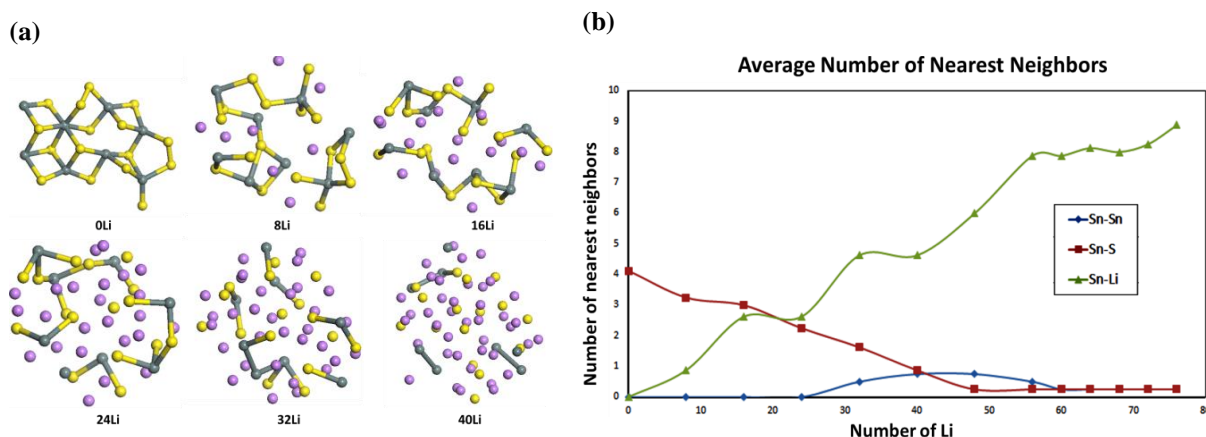 (a)
0Li
8Li
16Li
24Li
32Li
40Li
(b)
Average Number of Nearest Neighbors
Number of nearest neighbors
10
9
8
7
6
5
4
3
2
1
0
0
10
20
30
40
50
60
70
80
Number of Li
Sn-Sn
Sn-S
Sn-Li